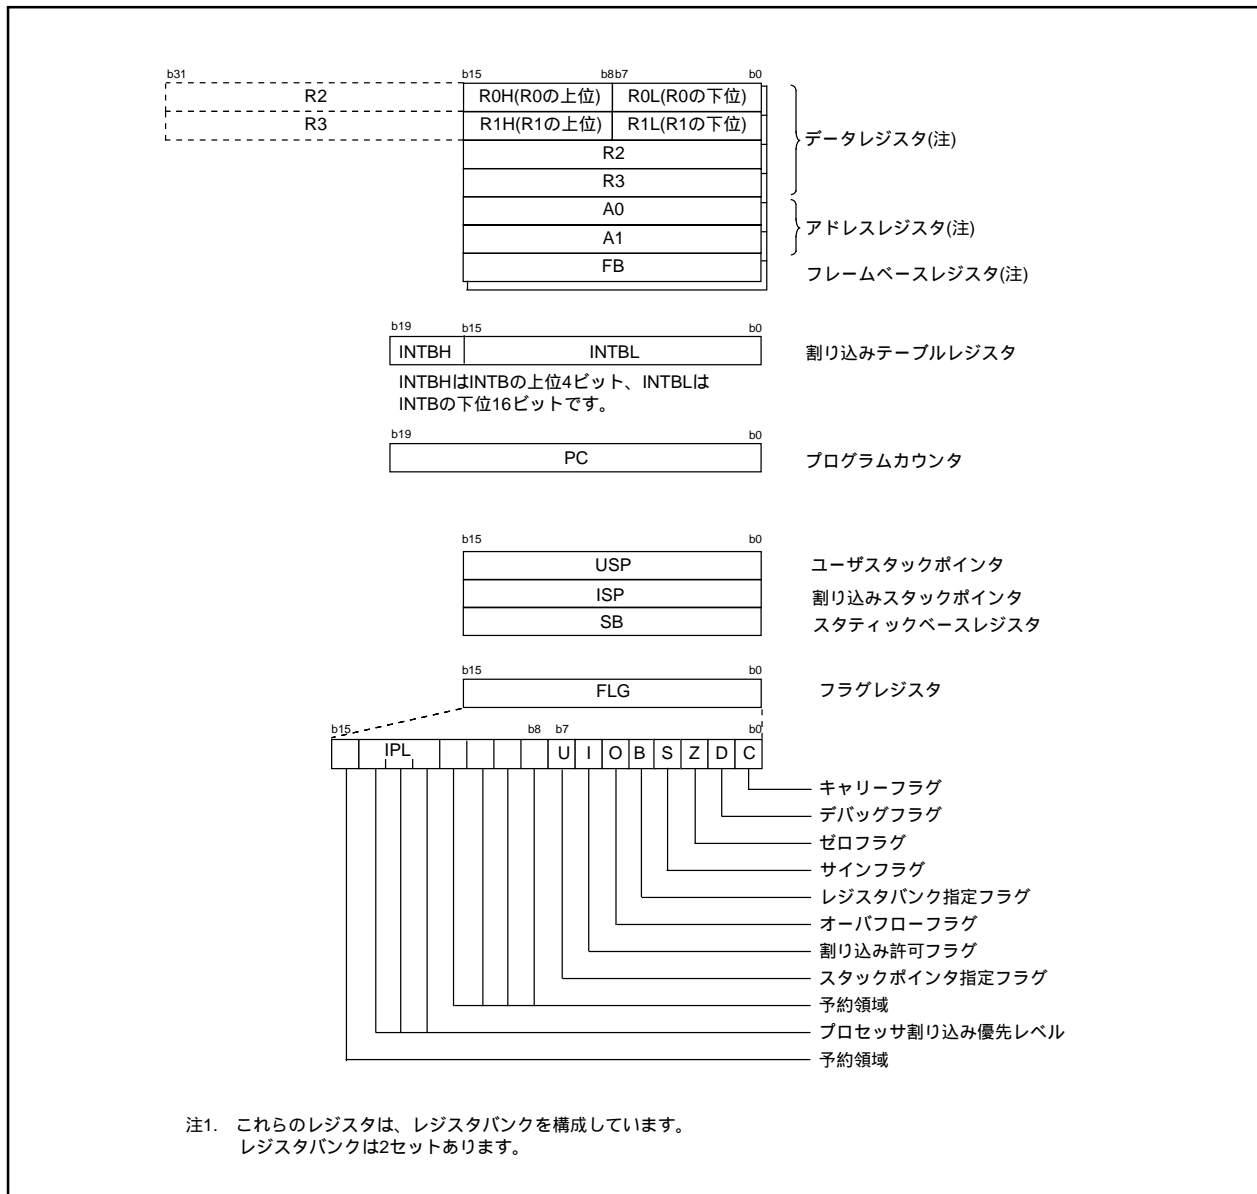 b31 b15 b8b7 b0
R2 R0H(R0の上位) R0L(R0の下位)
R3 R1H(R1の上位) R1L(R1の下位)
データレジスタ(注)
R2
R3
A0
アドレスレジスタ(注)
A1
FB フレームベースレジスタ(注)
b19 b15 b0
INTBH INTBL 割り込みテーブルレジスタ
INTBHはINTBの上位4ビット、INTBLは
INTBの下位16ビットです。
b19 b0
PC プログラムカウンタ
b15 b0
USP ユーザスタックポインタ
ISP 割り込みスタックポインタ
SB スタティックベースレジスタ
b15 b0
FLG フラグレジスタ
b15 b8 b7 b0
IPL U I O B S Z D C
キャリーフラグ
デバッグフラグ
ゼロフラグ
サインフラグ
レジスタバンク指定フラグ
オーバフローフラグ
割り込み許可フラグ
スタックポインタ指定フラグ
予約領域
プロセッサ割り込み優先レベル
予約領域
注1. これらのレジスタは、レジスタバンクを構成しています。
レジスタバンクは2セットあります。